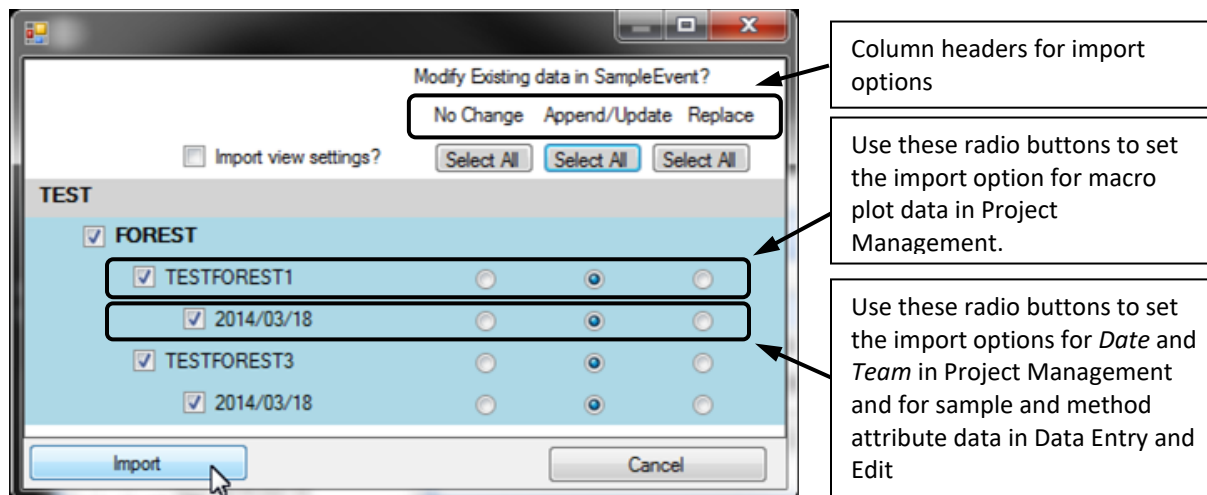 Modify Existing data in SampleEvent?
No Change Append/Update Replace
Import view settings? Select All Select All Select All
TEST
FOREST
TESTFOREST1
2014/03/18
TESTFOREST3
2014/03/18
Import Cancel
Column headers for import
options
Use these radio buttons to set
the import option for macro
plot data in Project
Management.
Use these radio buttons to set
the import options for Date and
Team in Project Management
and for sample and method
attribute data in Data Entry and
Edit